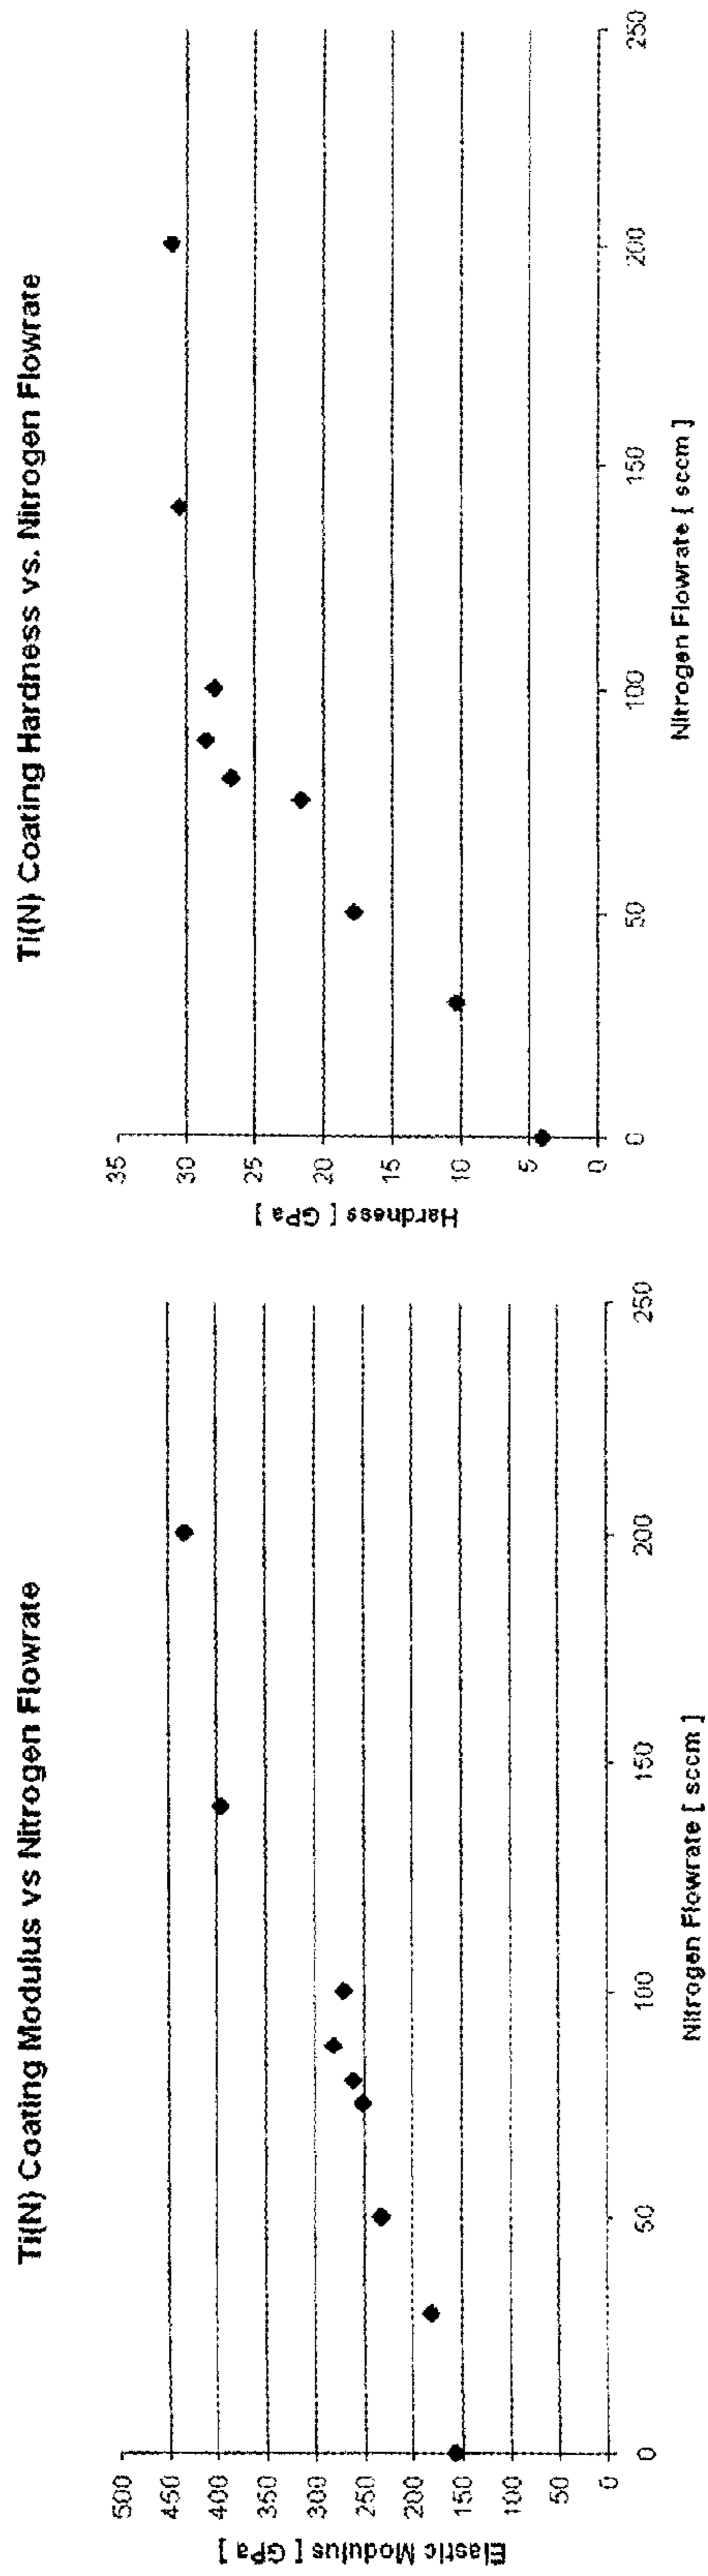 Ti(N) Coating Modulus vs Nitrogen Flowrate
Elastic Modulus [ GPa ]
500
450
400
350
300
250
200
150
100
50
0
0 50 100 150 200 250
Nitrogen Flowrate [ sccm ]
Ti(N) Coating Hardness vs. Nitrogen Flowrate
Hardness [ GPa ]
35
30
25
20
15
10
5
0
0 50 100 150 200 250
Nitrogen Flowrate [ sccm ]